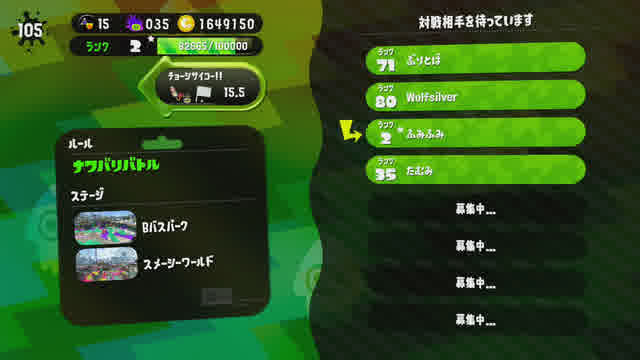 105
15
035
1649150
ランク 2 82865/100000
チョーシサイコー!!
15.5
ルール
ナワバリバトル
ステージ
Bバスパーク
スメーシーワールド
対戦相手を待っています
ランク 71 ぷりとぽ
ランク 80 Wolfsilver
ランク 2 ふみふみ
ランク 35 たむみ
募集中...
募集中...
募集中...
募集中...